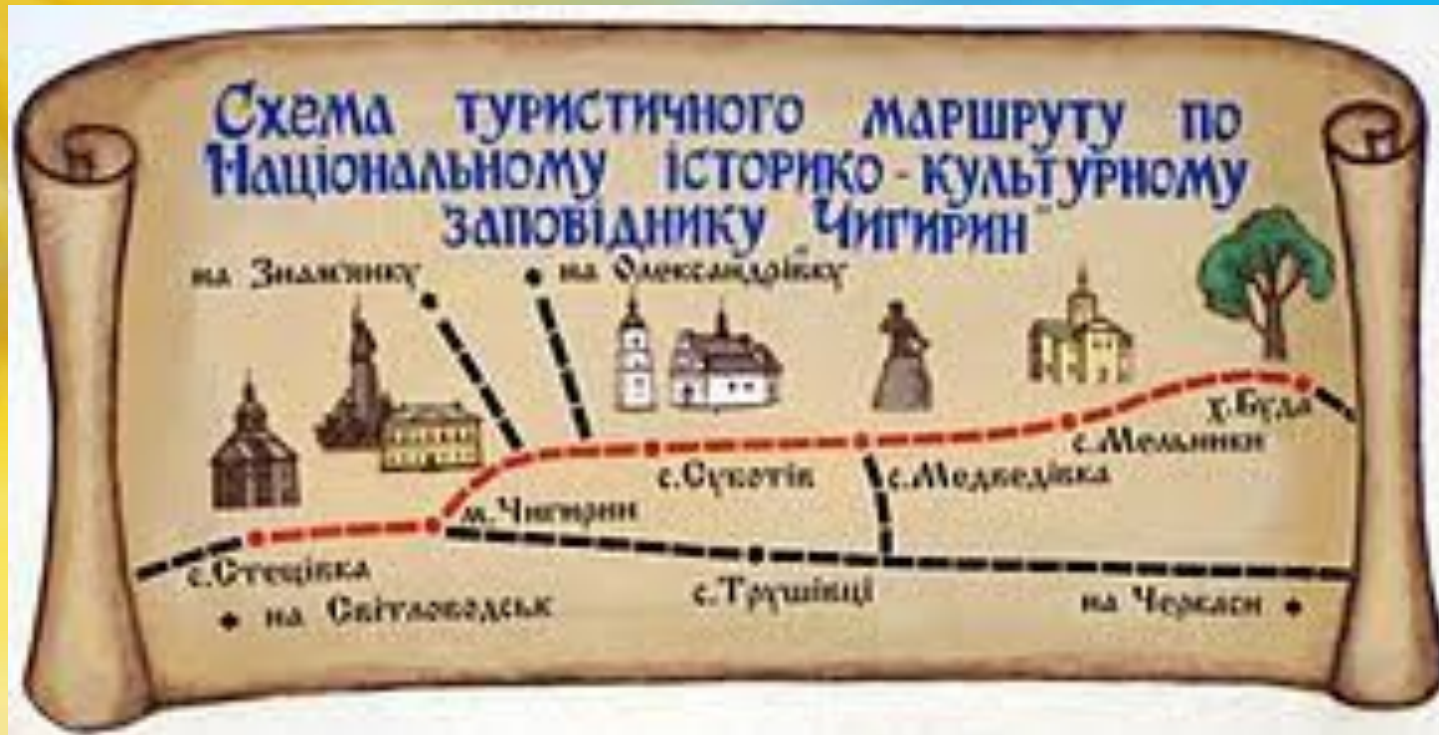 Схема туристичного маршруту по
Національному історико-культурному
заповіднику "Чигирин"
на Знам'янку
на Олександрівку
х.Буда
с.Мельники
с.Медведівка
с.Суботів
м.Чигирин
с.Стецівка
с.Трушівці
на Світловодськ
на Черкаси